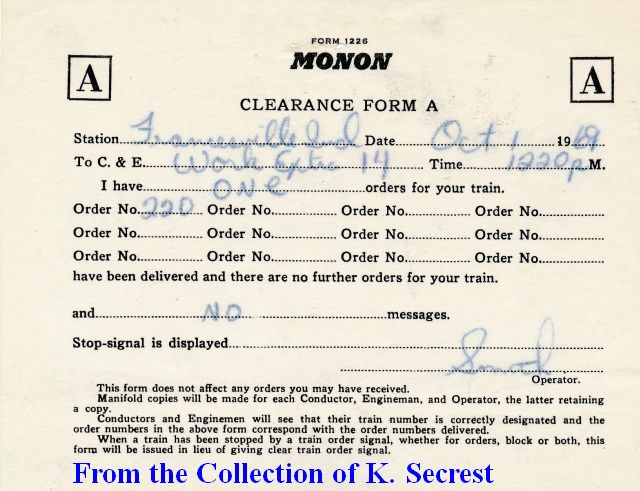 FORM 1226
MONON
A A
CLEARANCE FORM A
Station Francesville Ind Date Oct 1 1969
To C. & E. Work Extra 14 Time 1220 p M.
I have ONE orders for your train.
Order No. 220 Order No. Order No. Order No.
Order No. Order No. Order No. Order No.
Order No. Order No. Order No. Order No.
have been delivered and there are no further orders for your train.
and NO messages.
Stop-signal is displayed
Operator.
This form does not affect any orders you may have received.
Manifold copies will be made for each Conductor, Engineman, and Operator, the latter retaining
a copy.
Conductors and Enginemen will see that their train number is correctly designated and the
order numbers in the above form correspond with the order numbers delivered.
When a train has been stopped by a train order signal, whether for orders, block or both, this
form will be issued in lieu of giving clear train order signal.
From the Collection of K. Secrest